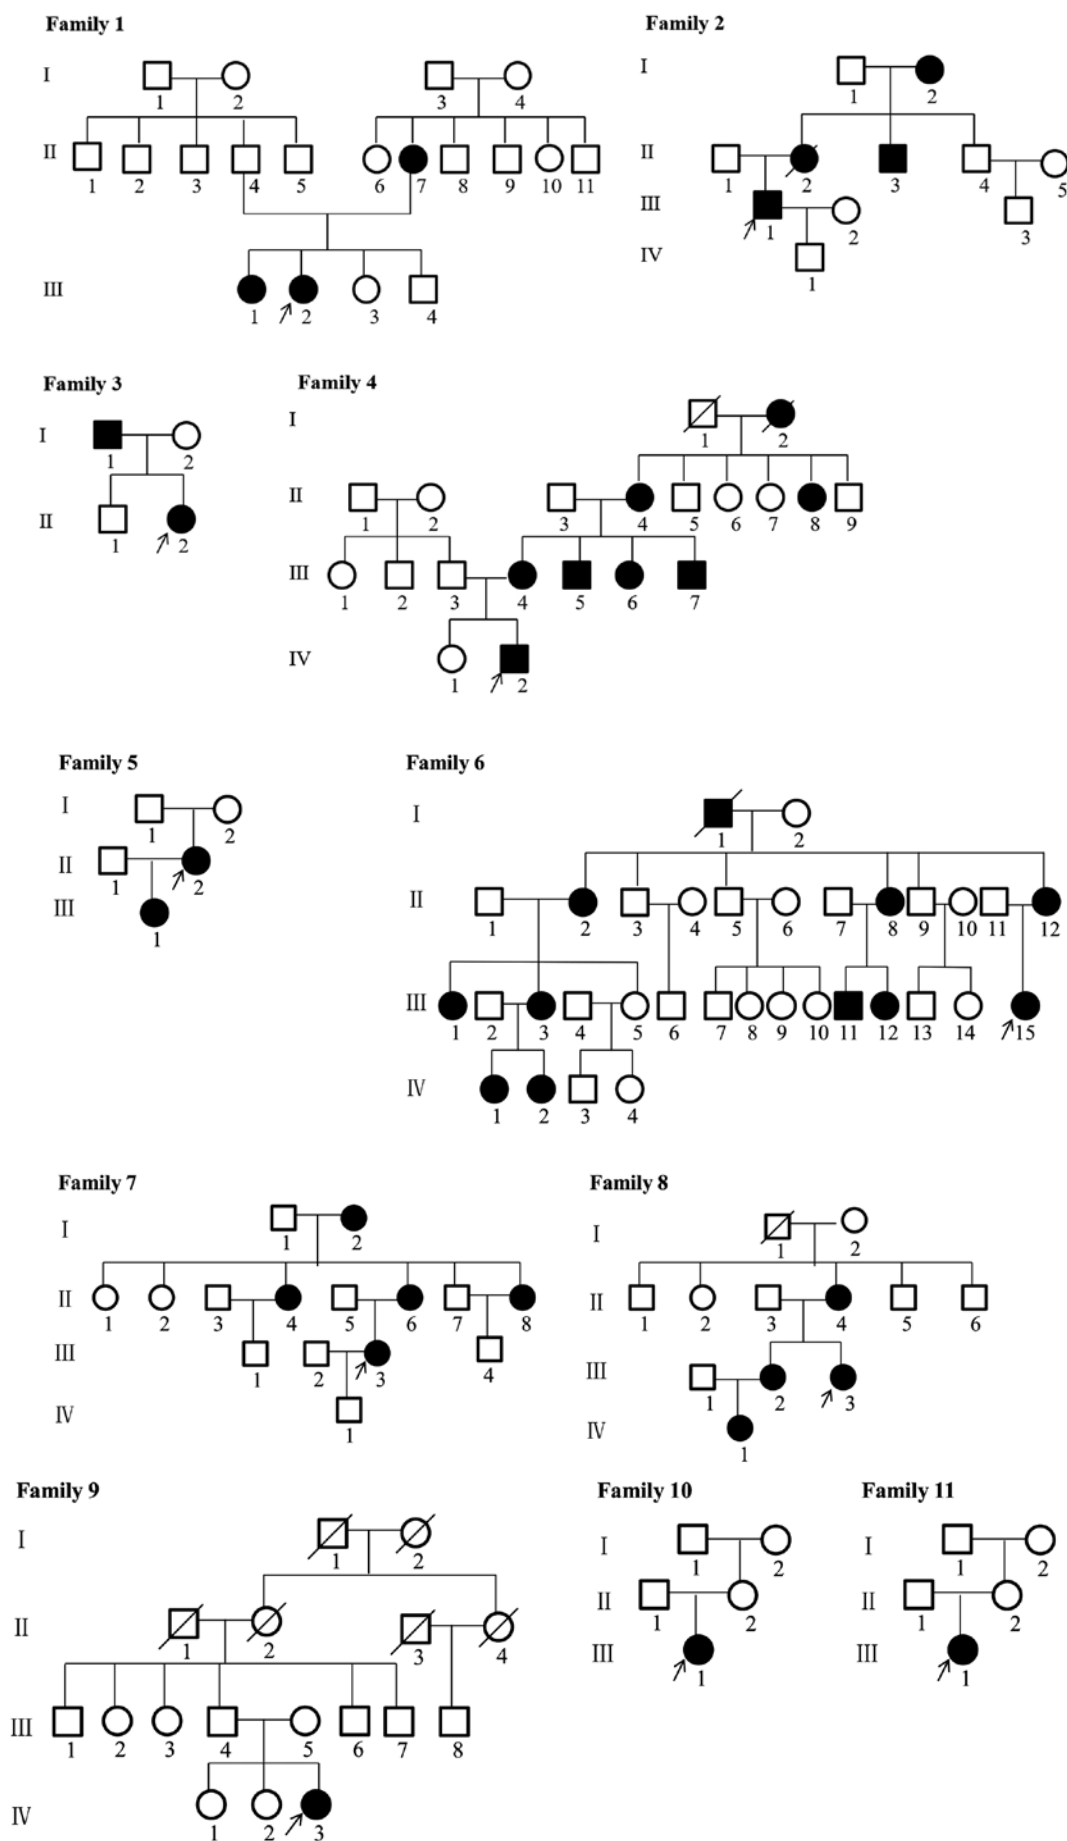 Family 1
I
1 2 3 4
II
1 2 3 4 5 6 7 8 9 10 11
III
1 2 3 4
Family 2
I
1 2
II
1 2 3 4 5
III
1 2 3
IV
1
Family 3
I
1 2
II
1 2
Family 4
I
1 2
II
1 2 3 4 5 6 7 8 9
III
1 2 3 4 5 6 7
IV
1 2
Family 5
I
1 2
II
1 2
III
1
Family 6
I
1 2
II
1 2 3 4 5 6 7 8 9 10 11 12
III
1 2 3 4 5 6 7 8 9 10 11 12 13 14 15
IV
1 2 3 4
Family 7
I
1 2
II
1 2 3 4 5 6 7 8
III
1 2 3 4
IV
1
Family 8
I
1 2
II
1 2 3 4 5 6
III
1 2 3
IV
1
Family 9
I
1 2
II
1 2 3 4
III
1 2 3 4 5 6 7 8
IV
1 2 3
Family 10
I
1 2
II
1 2
III
1
Family 11
I
1 2
II
1 2
III
1